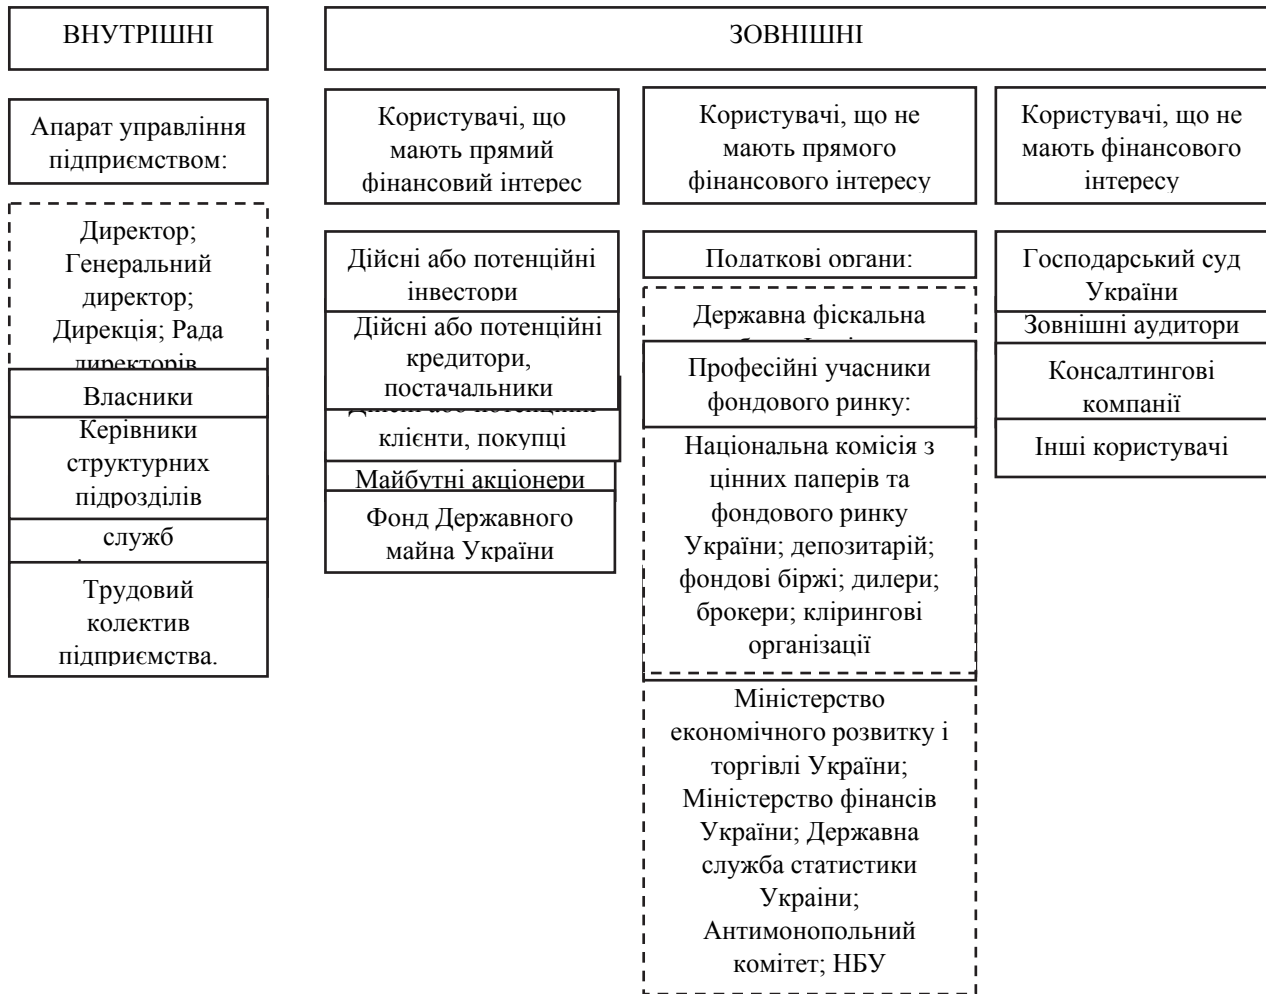 ВНУТРІШНІ
ЗОВНІШНІ
Апарат управління
підприємством:
Директор;
Генеральний
директор;
Дирекція; Рада
директорів
Власники
Керівники
структурних
підрозділів
служб
Трудовий
колектив
підприємства.
Користувачі, що
мають прямий
фінансовий інтерес
Дійсні або потенційні
інвестори
Дійсні або потенційні
кредитори,
постачальники
Дійсні або потенційні
клієнти, покупці
Майбутні акціонери
Фонд Державного
майна України
Користувачі, що не
мають прямого
фінансового інтересу
Податкові органи:
Державна фіскальна
Професійні учасники
фондового ринку:
Національна комісія з
цінних паперів та
фондового ринку
України; депозитарій;
фондові біржі; дилери;
брокери; клірингові
організації
Міністерство
економічного розвитку і
торгівлі України;
Міністерство фінансів
України; Державна
служба статистики
України;
Антимонопольний
комітет; НБУ
Користувачі, що не
мають фінансового
інтересу
Господарський суд
України
Зовнішні аудитори
Консалтингові
компанії
Інші користувачі